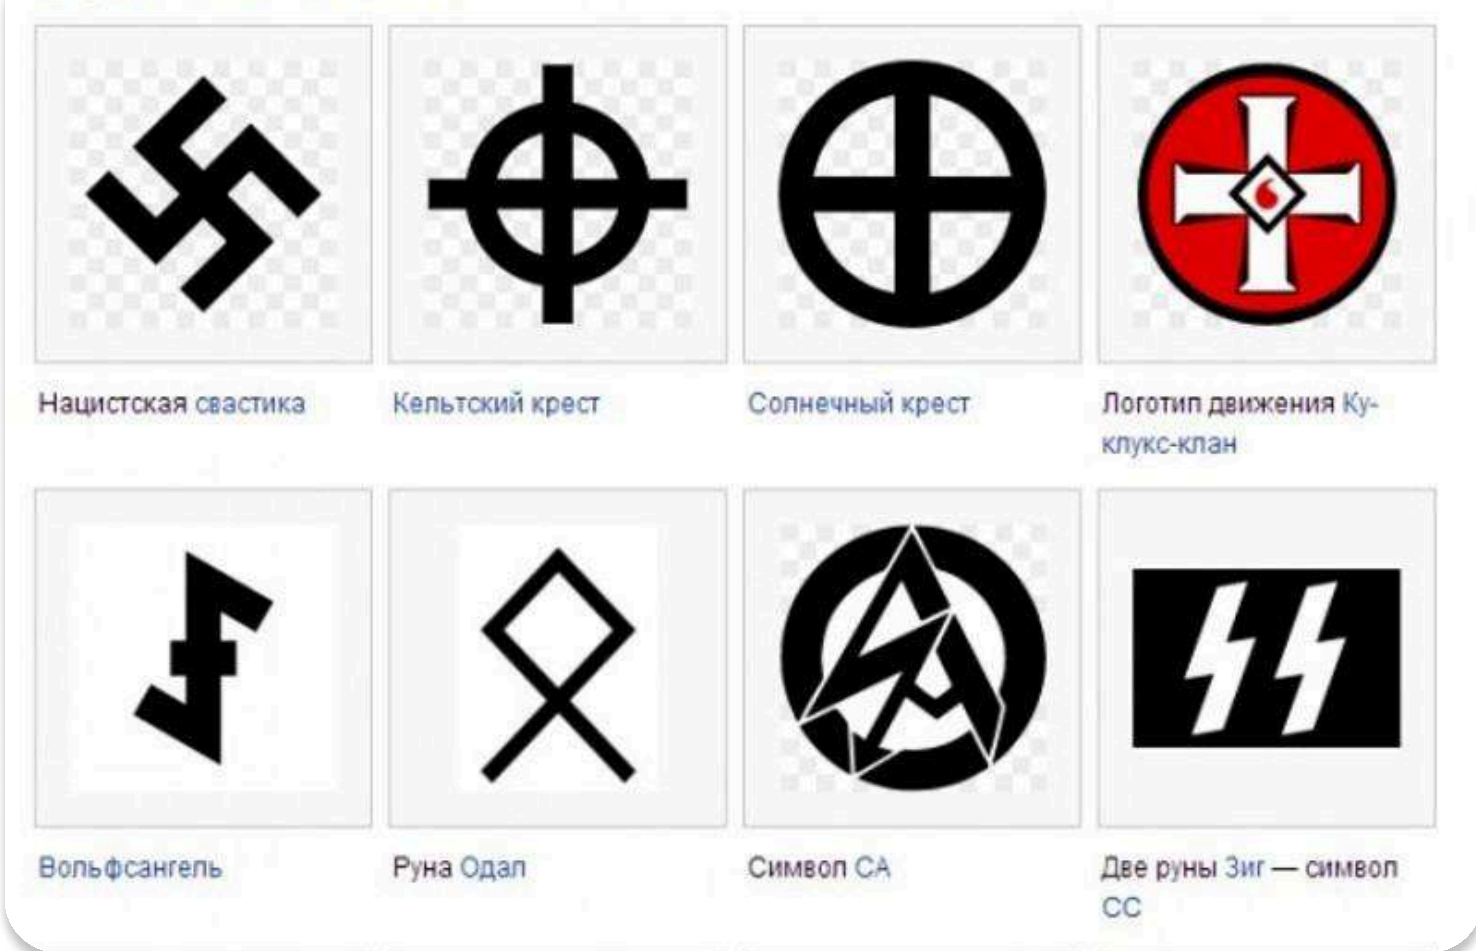 Нацистская свастика
Кельтский крест
Солнечный крест
Логотип движения Ку-
клукс-клан
Вольфсангель
Руна Одал
Символ СА
Две руны Зиг — символ
СС